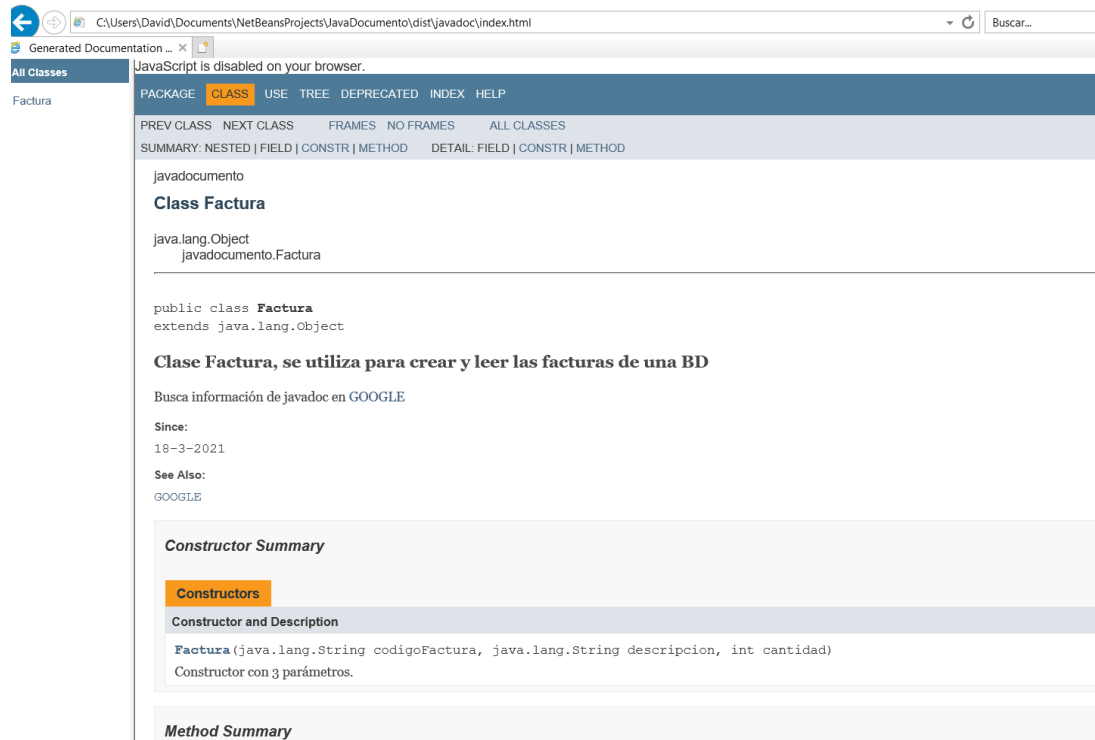 C:\Users\David\Documents\NetBeansProjects\JavaDocumento\dist\javadoc\index.html
Buscar...
Generated Documentation ...
All Classes
Factura
JavaScript is disabled on your browser.
PACKAGE CLASS USE TREE DEPRECATED INDEX HELP
PREV CLASS NEXT CLASS FRAMES NO FRAMES ALL CLASSES
SUMMARY: NESTED | FIELD | CONSTR | METHOD DETAIL: FIELD | CONSTR | METHOD
javadocumento
Class Factura
java.lang.Object
javadocumento.Factura
public class Factura
extends java.lang.Object
Clase Factura, se utiliza para crear y leer las facturas de una BD
Busca información de javadoc en GOOGLE
Since:
18-3-2021
See Also:
GOOGLE
Constructor Summary
Constructors
Constructor and Description
Factura(java.lang.String codigoFactura, java.lang.String descripcion, int cantidad)
Constructor con 3 parámetros.
Method Summary